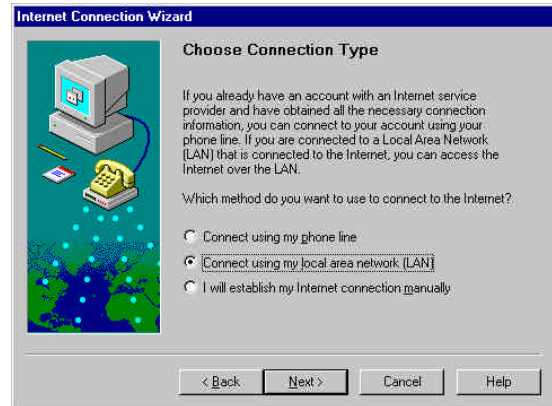 Internet Connection Wizard
Choose Connection Type
If you already have an account with an Internet service
provider and have obtained all the necessary connection
information, you can connect to your account using your
phone line. If you are connected to a Local Area Network
(LAN) that is connected to the Internet, you can access the
Internet over the LAN.
Which method do you want to use to connect to the Internet?
Connect using my phone line
Connect using my local area network (LAN)
I will establish my Internet connection manually
< Back Next > Cancel Help